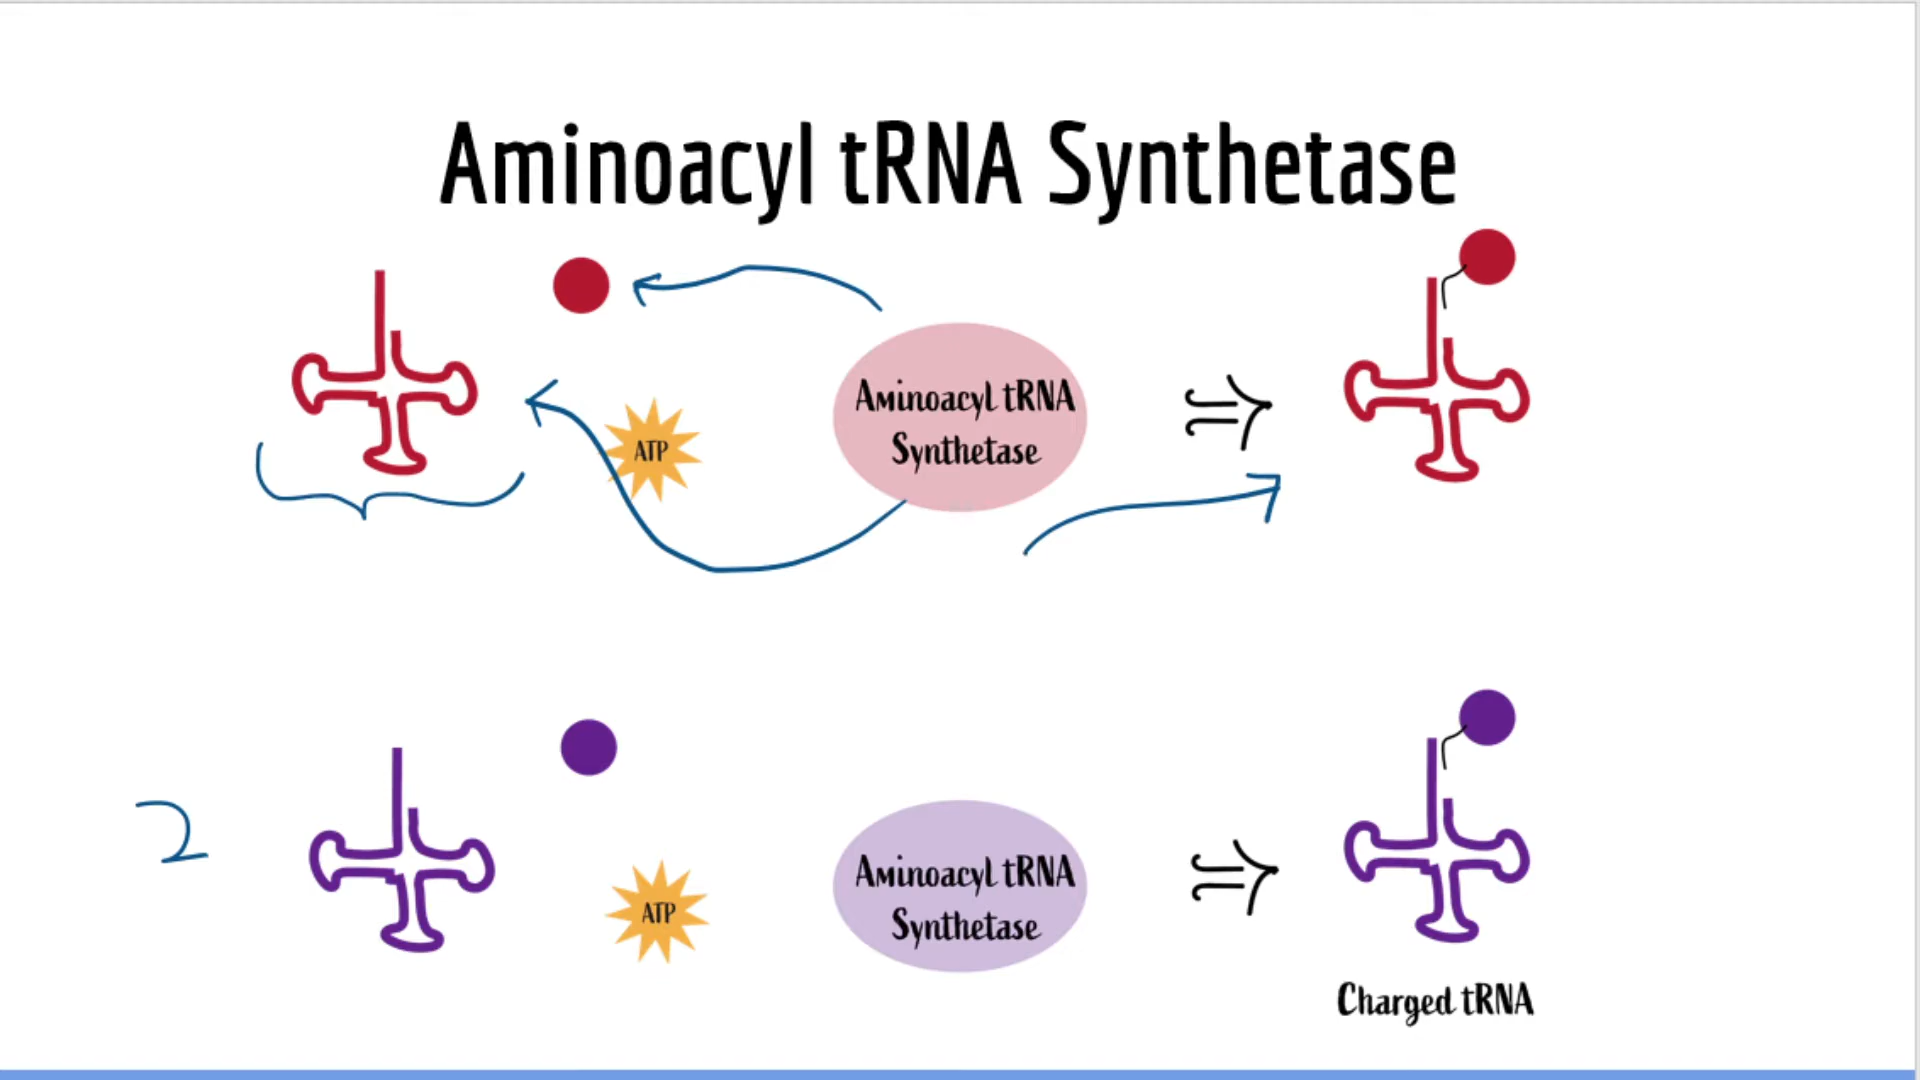 Aminoacyl tRNA Synthetase
ATP
Aminoacyl tRNA
Synthetase
2
ATP
Aminoacyl tRNA
Synthetase
Charged tRNA